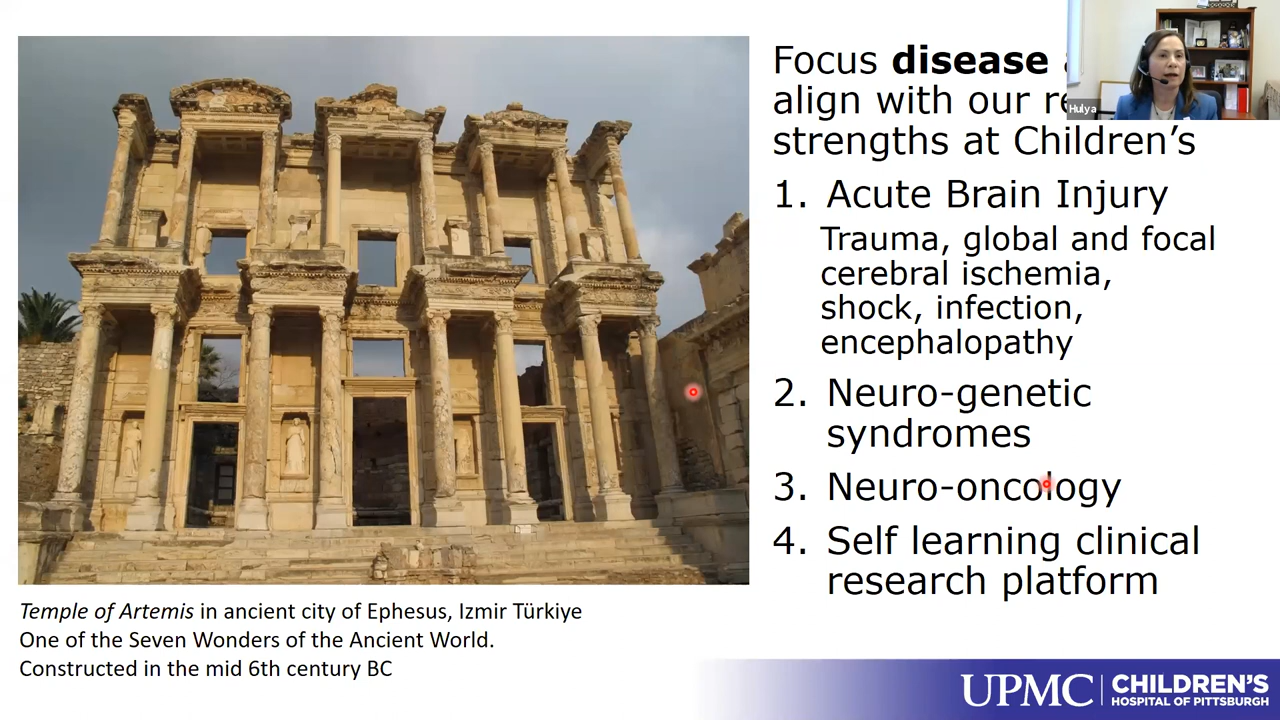 Focus disease
align with our
strengths at Children's
Hulya
1. Acute Brain Injury
Trauma, global and focal
cerebral ischemia,
shock, infection,
encephalopathy
2. Neuro-genetic
syndromes
3. Neuro-oncology
4. Self learning clinical
research platform
Temple of Artemis in ancient city of Ephesus, Izmir Türkiye
One of the Seven Wonders of the Ancient World.
Constructed in the mid 6th century BC
UPMC | CHILDREN'S
HOSPITAL OF PITTSBURGH